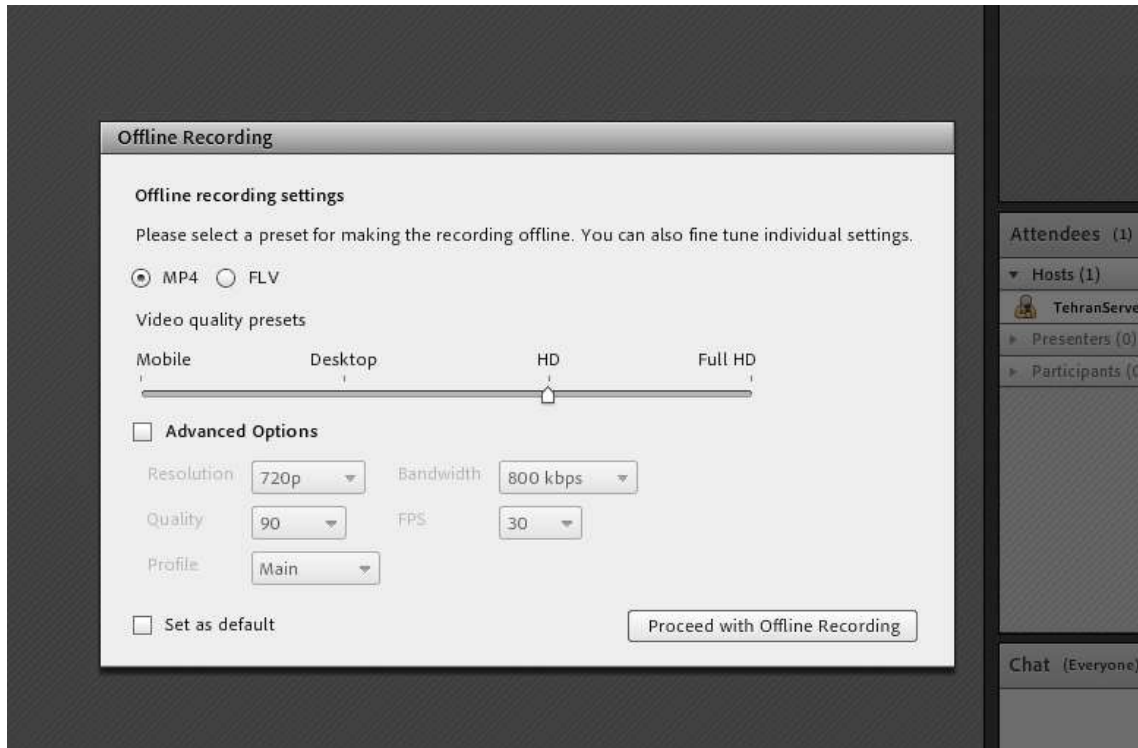 Offline Recording
Offline recording settings
Please select a preset for making the recording offline. You can also fine tune individual settings.
MP4 FLV
Video quality presets
Mobile Desktop HD Full HD
Advanced Options
Resolution 720p Bandwidth 800 kbps
Quality 90 FPS 30
Profile Main
Set as default Proceed with Offline Recording
Attendees (1)
Hosts (1)
TehranServe
Presenters (0)
Participants (0
Chat (Everyone)